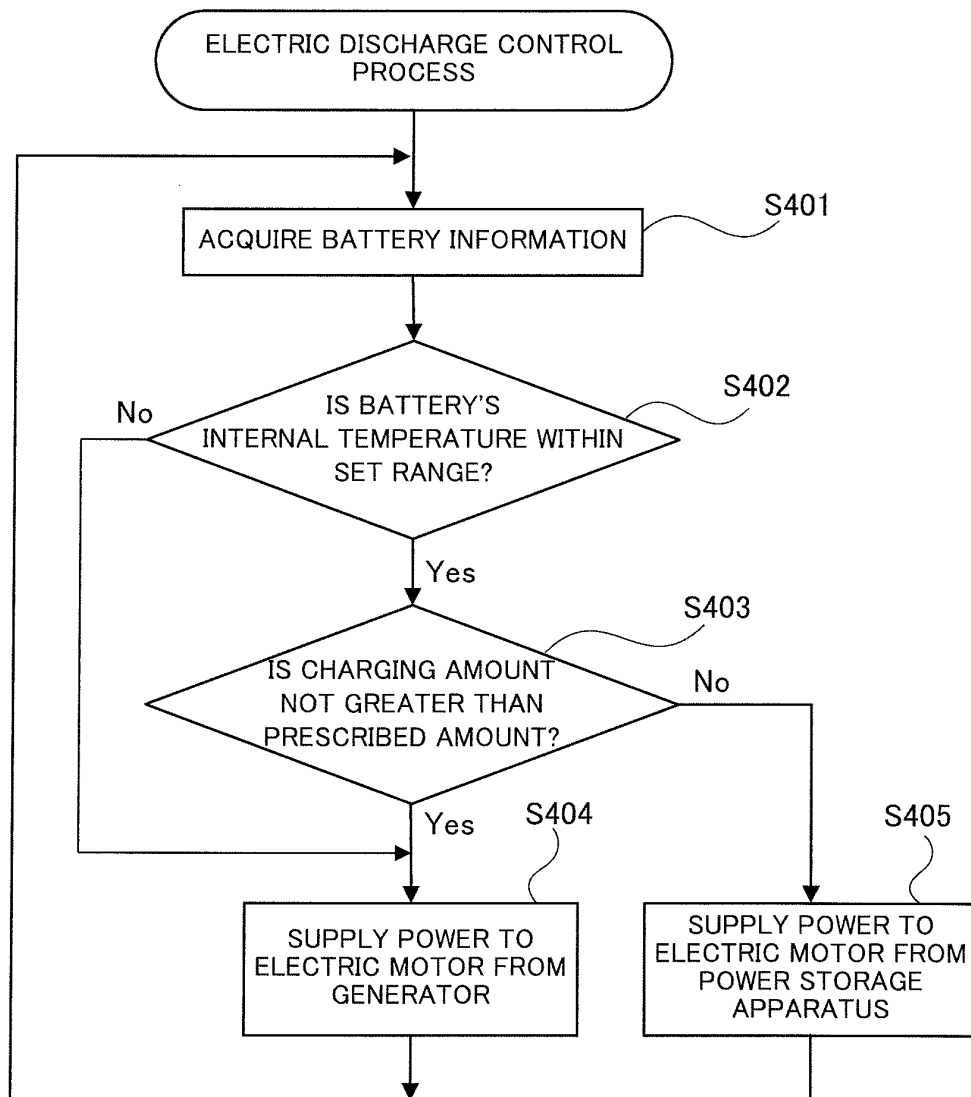 ELECTRIC DISCHARGE CONTROL
PROCESS
S401
ACQUIRE BATTERY INFORMATION
S402
No
IS BATTERY'S
INTERNAL TEMPERATURE WITHIN
SET RANGE?
Yes
S403
IS CHARGING AMOUNT
NOT GREATER THAN
PRESCRIBED AMOUNT?
No
Yes
S404
S405
SUPPLY POWER TO
ELECTRIC MOTOR FROM
GENERATOR
SUPPLY POWER TO
ELECTRIC MOTOR FROM
POWER STORAGE
APPARATUS